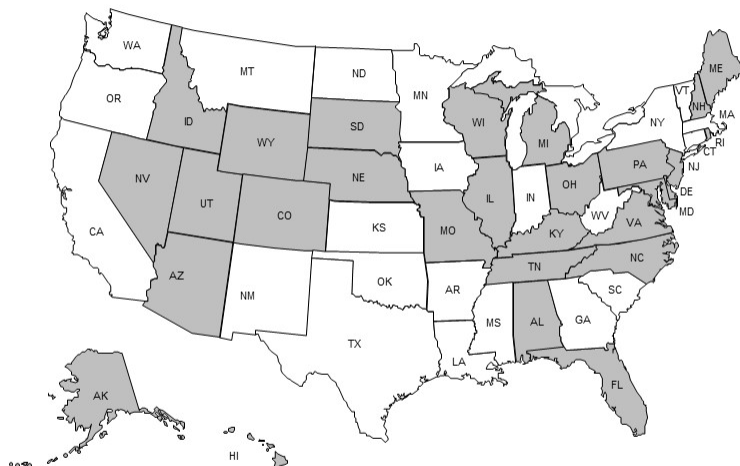 WA
MT
ND
MN
OR
ID
WY
SD
WI
MI
ME
VT
NH
MA
NY
RI
CT
NV
UT
CO
NE
IA
IL
IN
OH
PA
NJ
DE
MD
CA
KS
MO
KY
WV
VA
AZ
NM
OK
AR
TN
NC
SC
TX
LA
MS
AL
GA
FL
AK
HI